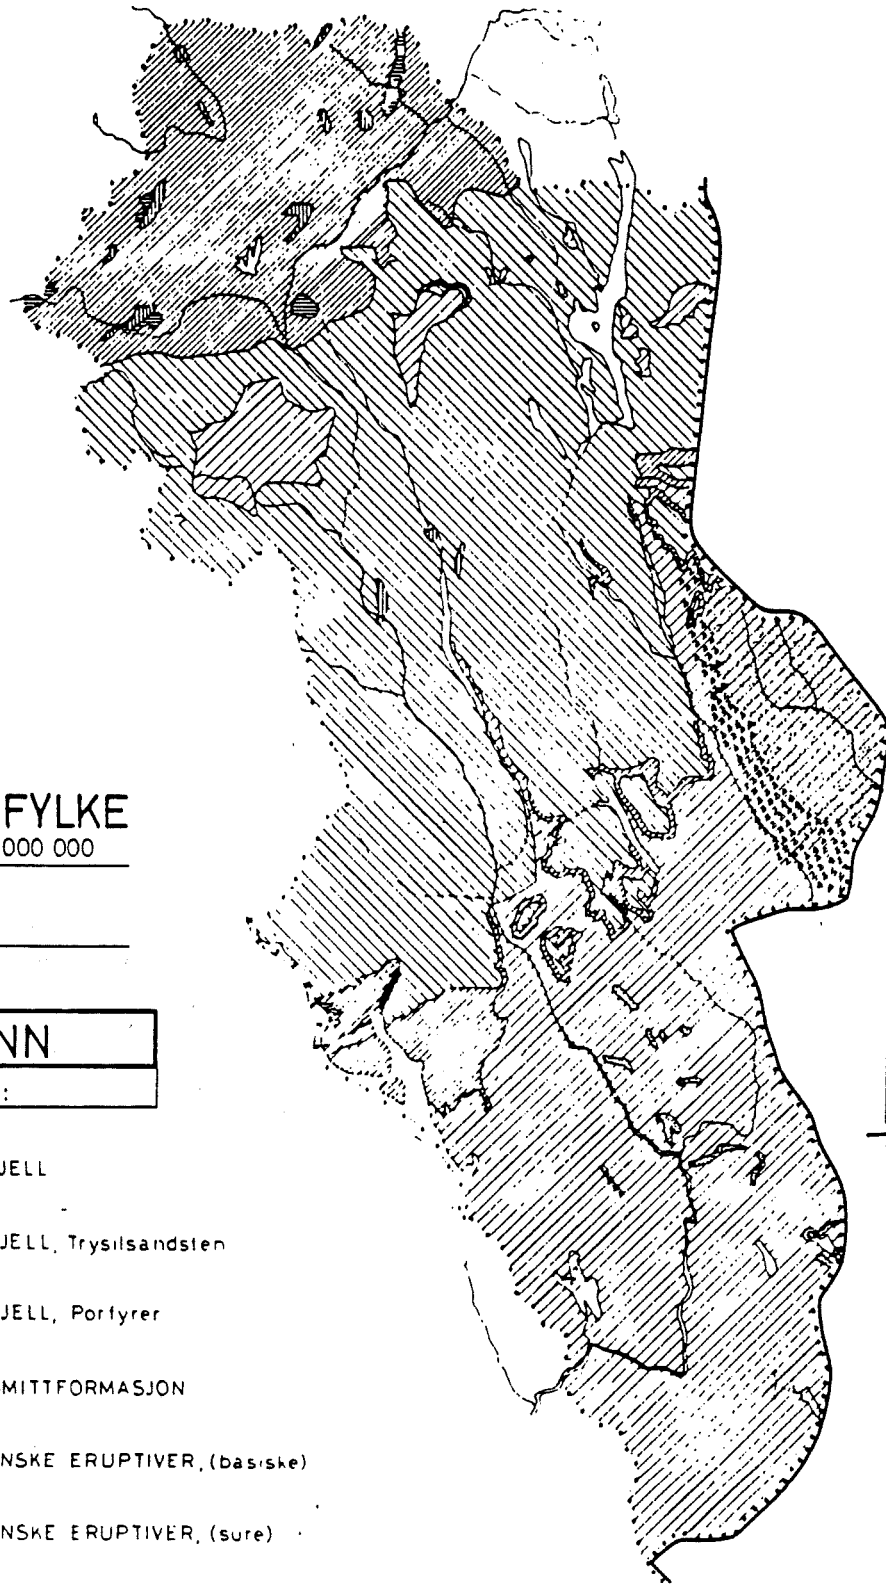 FYLKE
000 000
NN
:
JELL
JELL, Trysilsandsten
JELL, Porfyrer
MITTFORMASJON
NSKE ERUPTIVER, (basiske)
NSKE ERUPTIVER, (sure)